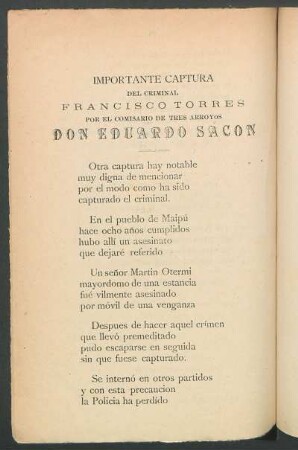 IMPORTANTE CAPTURA
DEL CRIMINAL
FRANCISCO TORRES
POR EL COMISARIO DE TRES ARROYOS
DON EDUARDO SACON
Otra captura hay notable
muy digna de mencionar
por el modo como ha sido
capturado el criminal.
En el pueblo de Maipú
hace ocho años cumplidos
hubo allí un asesinato
que dejaré referido
Un señor Martin Otermi
mayordomo de una estancia
fué vilmente asesinado
por móvil de una venganza
Despues de hacer aquel crímen
que llevó premeditado
pudo escaparse en seguida
sin que fuese capturado:
Se internó en otros partidos
y con esta precaucion
la Policia ha perdido